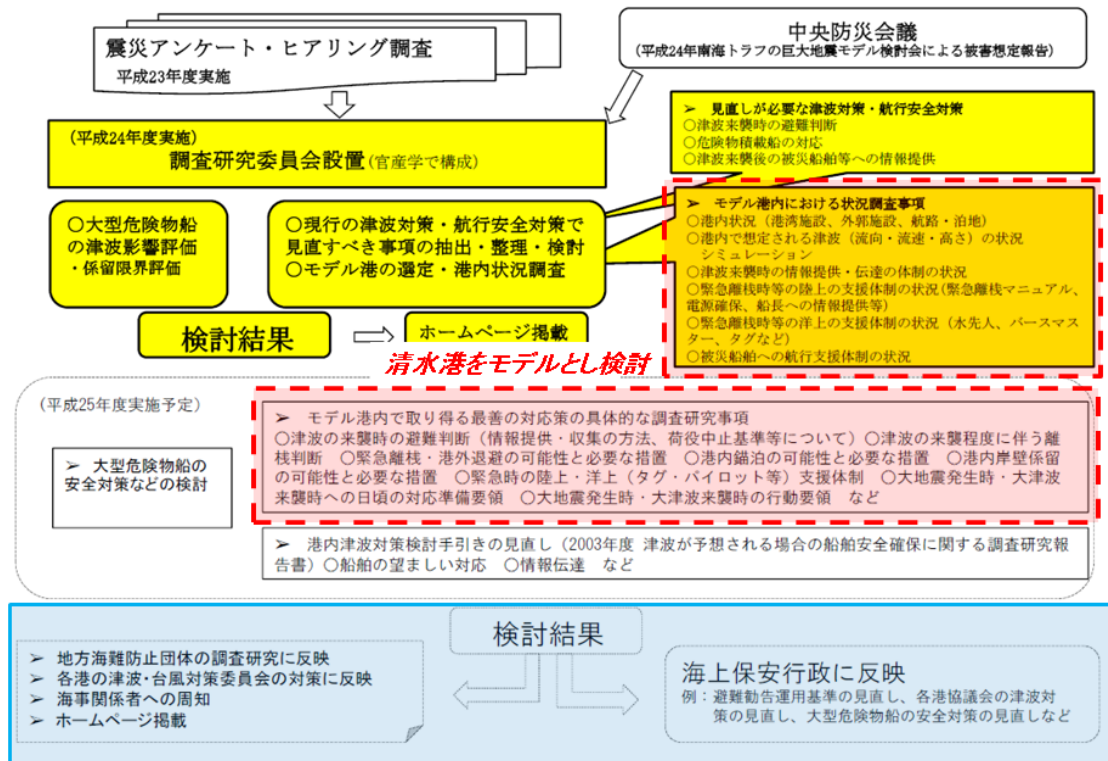 震災アンケート・ヒアリング調査
平成23年度実施
中央防災会議
(平成24年南海トラフの巨大地震モデル検討会による被害想定報告)
(平成24年度実施)
調査研究委員会設置(官産学で構成)
➢ 見直しが必要な津波対策・航行安全対策
○津波来襲時の避難判断
○危険物積載船の対応
○津波来襲後の被災船舶等への情報提供
○大型危険物船
の津波影響評価
・係留限界評価
○現行の津波対策・航行安全対策で
見直すべき事項の抽出・整理・検討
○モデル港の選定・港内状況調査
➢ モデル港内における状況調査事項
○港内状況（港湾施設、外郭施設、航路・泊地）
○港内で想定される津波（流向・流速・高さ）の状況
シミュレーション
○津波来襲時の情報提供・伝達の体制の状況
○緊急離桟時等の陸上の支援体制の状況(緊急離桟マニュアル、
電源確保、船長への情報提供等)
○緊急離桟時等の洋上の支援体制の状況（水先人、バースマス
ター、タグなど）
○被災船舶への航行支援体制の状況
検討結果
ホームページ掲載
清水港をモデルとし検討
(平成25年度実施予定)
➢ 大型危険物船の
安全対策などの検討
➢ モデル港内で取り得る最善の対応策の具体的な調査研究事項
○津波の来襲時の避難判断（情報提供・収集の方法、荷役中止基準等について）○津波の来襲程度に伴う離
桟判断 ○緊急離桟・港外退避の可能性と必要な措置 ○港内錨泊の可能性と必要な措置 ○港内岸壁係留
の可能性と必要な措置 ○緊急時の陸上・洋上（タグ・パイロット等）支援体制 ○大地震発生時・大津波
来襲時への日頃の対応準備要領 ○大地震発生時・大津波来襲時の行動要領 など
➢ 港内津波対策検討手引きの見直し（2003年度 津波が予想される場合の船舶安全確保に関する調査研究報
告書）○船舶の望ましい対応 ○情報伝達 など
検討結果
➢ 地方海難防止団体の調査研究に反映
➢ 各港の津波・台風対策委員会の対策に反映
➢ 海事関係者への周知
➢ ホームページ掲載
海上保安行政に反映
例：避難勧告運用基準の見直し、各港協議会の津波対
策の見直し、大型危険物船の安全対策の見直しなど